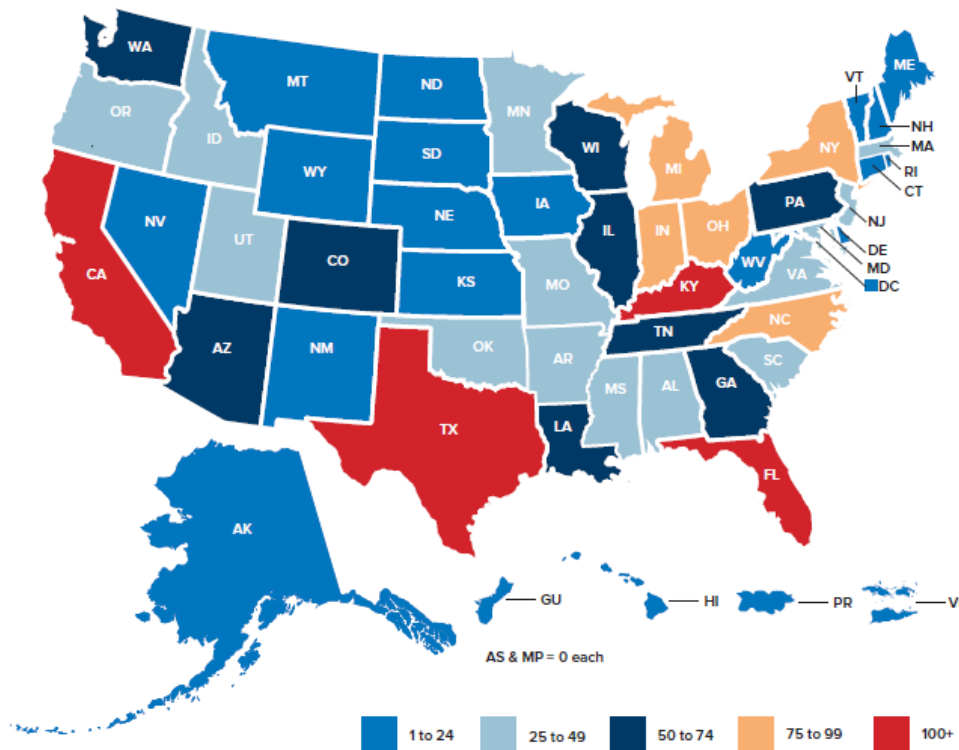 WA
MT
ND
MN
VT
ME
OR
ID
SD
WI
MI
NY
NH
MA
RI
CT
WY
NV
NE
IA
PA
NJ
CA
UT
CO
KS
IL
IN
OH
WV
DE
MD
DC
MO
KY
VA
AZ
NM
OK
AR
TN
NC
SC
MS
AL
GA
TX
LA
FL
AK
GU
HI
PR
AS & MP = 0 each
1 to 24
25 to 49
50 to 74
75 to 99
100+